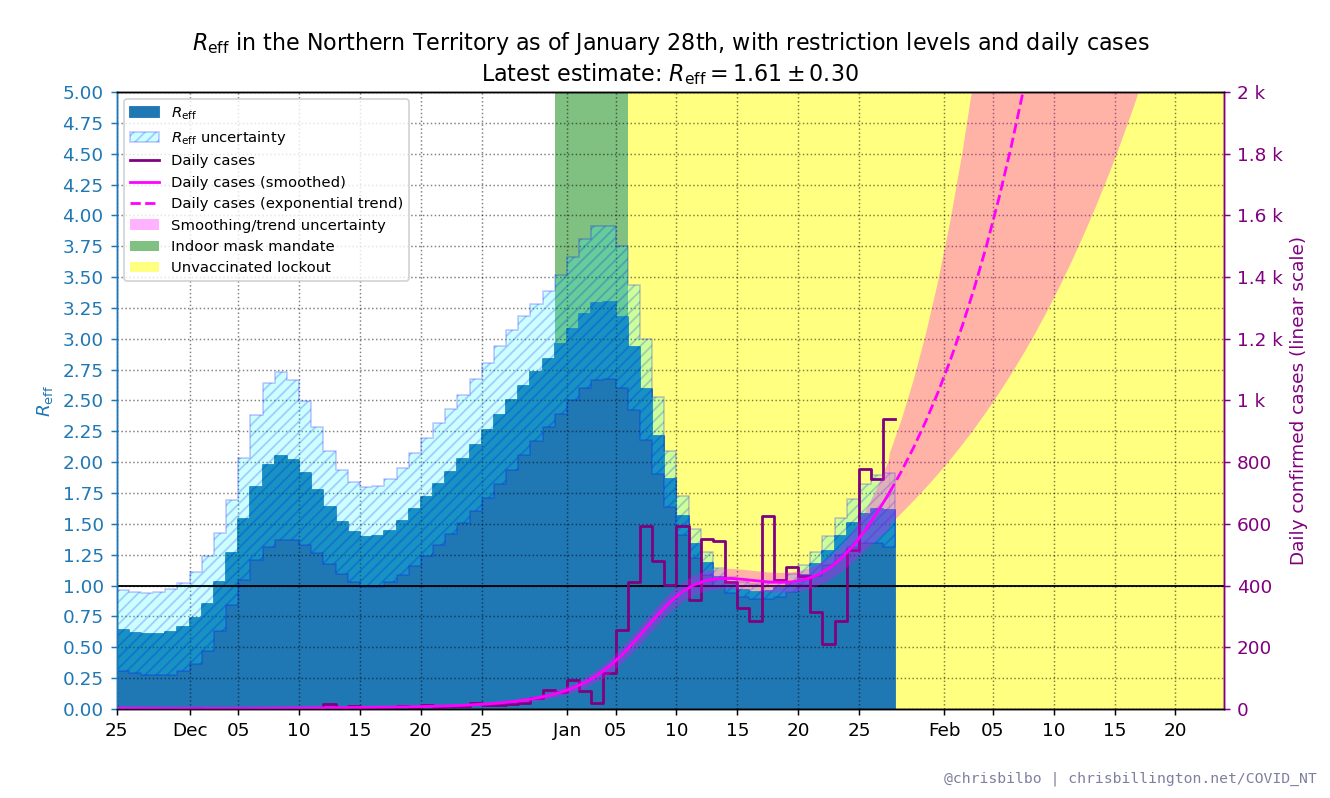 R_eff in the Northern Territory as of January 28th, with restriction levels and daily cases
Latest estimate: R_eff = 1.61 ± 0.30
R_eff
R_eff uncertainty
Daily cases
Daily cases (smoothed)
Daily cases (exponential trend)
Smoothing/trend uncertainty
Indoor mask mandate
Unvaccinated lockout
5.00
4.75
4.50
4.25
4.00
3.75
3.50
3.25
3.00
2.75
2.50
2.25
2.00
1.75
1.50
1.25
1.00
0.75
0.50
0.25
0.00
R_eff
2 k
1.8 k
1.6 k
1.4 k
1.2 k
1 k
800
600
400
200
0
Daily confirmed cases (linear scale)
25 Dec 05 10 15 20 25 Jan 05 10 15 20 25 Feb 05 10 15 20
@chrisbilbo | chrisbillington.net/COVID_NT